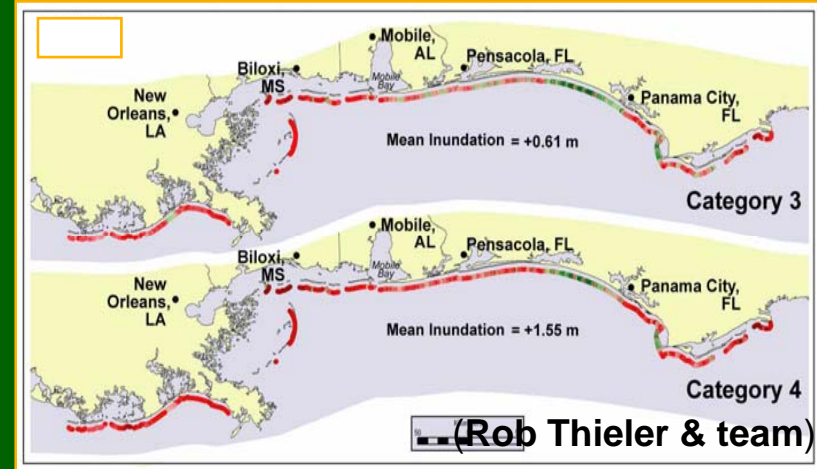 Mobile,
AL
Pensacola, FL
Biloxi,
MS
Mobile
Bay
New
Orleans,
LA
Panama City,
FL
Mean Inundation = +0.61 m
Category 3
Mobile,
AL
Pensacola, FL
Biloxi,
MS
Mobile
Bay
New
Orleans,
LA
Panama City,
FL
Mean Inundation = +1.55 m
Category 4
50
(Rob Thieler & team)